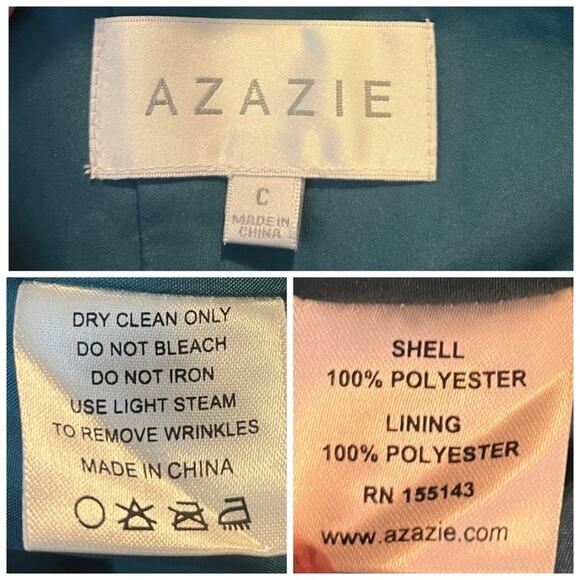 AZAZIE
C
MADE IN
CHINA
DRY CLEAN ONLY
DO NOT BLEACH
DO NOT IRON
USE LIGHT STEAM
TO REMOVE WRINKLES
MADE IN CHINA
SHELL
100% POLYESTER
LINING
100% POLYESTER
RN 155143
www.azazie.com